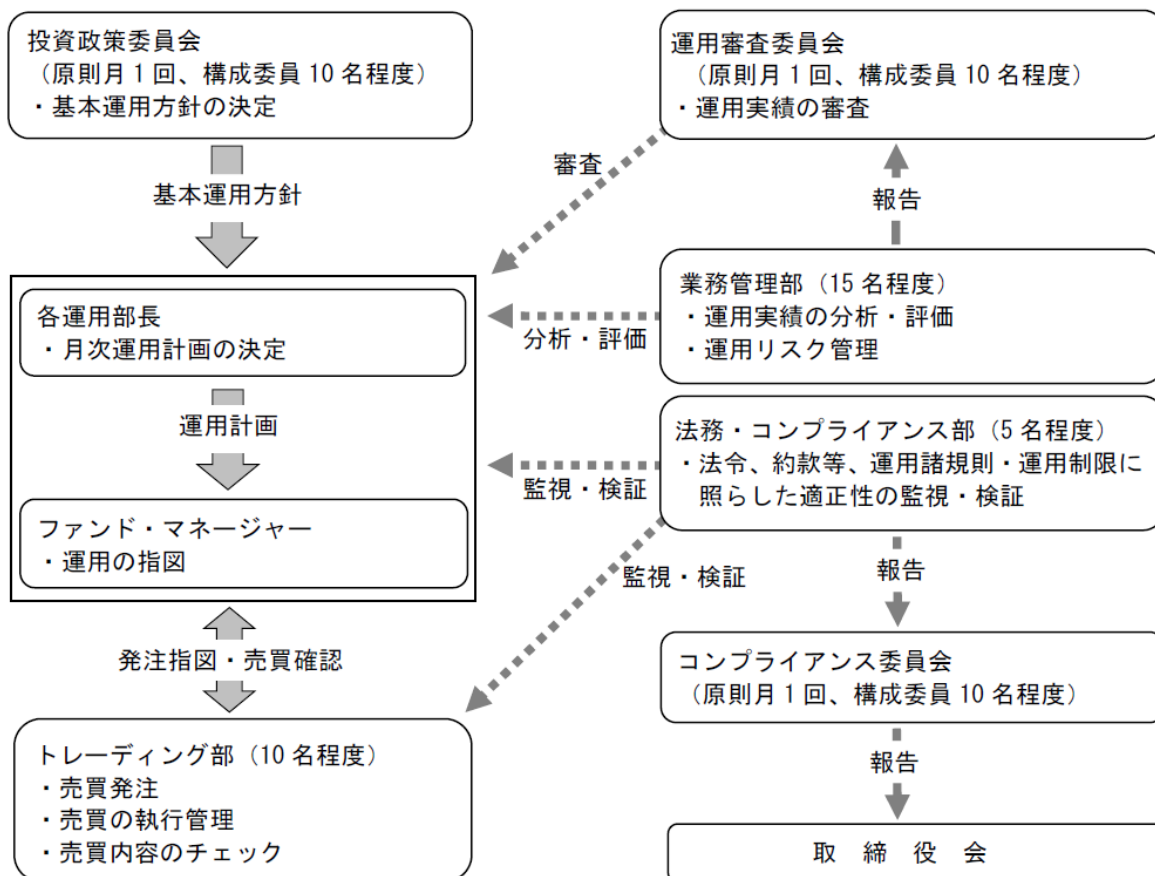 投資政策委員会
(原則月1回、構成委員10名程度)
・基本運用方針の決定
基本運用方針
各運用部長
・月次運用計画の決定
運用計画
ファンド・マネージャー
・運用の指図
発注指図・売買確認
トレーディング部(10名程度)
・売買発注
・売買の執行管理
・売買内容のチェック
運用審査委員会
(原則月1回、構成委員10名程度)
・運用実績の審査
審査
報告
業務管理部(15名程度)
・運用実績の分析・評価
・運用リスク管理
分析・評価
法務・コンプライアンス部(5名程度)
・法令、約款等、運用諸規則・運用制限に
照らした適正性の監視・検証
監視・検証
監視・検証
報告
コンプライアンス委員会
(原則月1回、構成委員10名程度)
報告
取 締 役 会